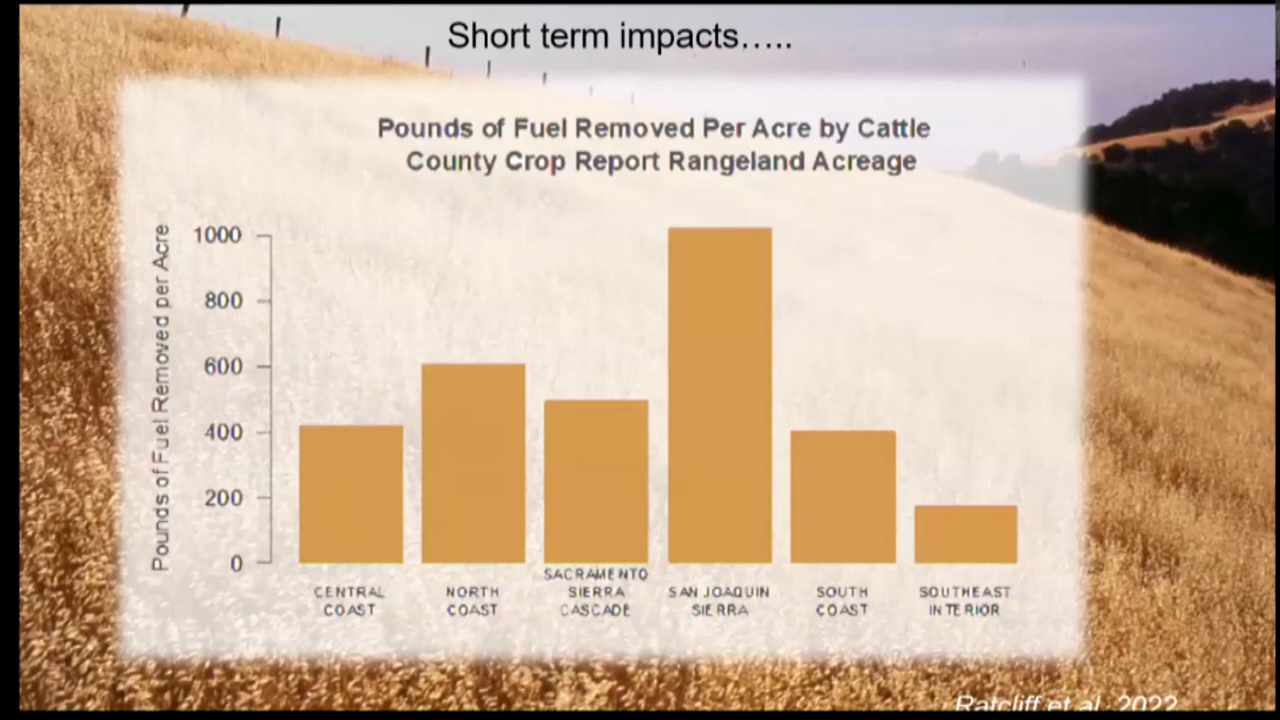 Short term impacts.....
Pounds of Fuel Removed Per Acre by Cattle
County Crop Report Rangeland Acreage
Pounds of Fuel Removed per Acre
1000
800
600
400
200
0
CENTRAL
COAST
NORTH
COAST
SACRAMENTO
SIERRA
CASCADE
SAN JOAQUIN
SIERRA
SOUTH
COAST
SOUTHEAST
INTERIOR
Ratcliff et al. 2022